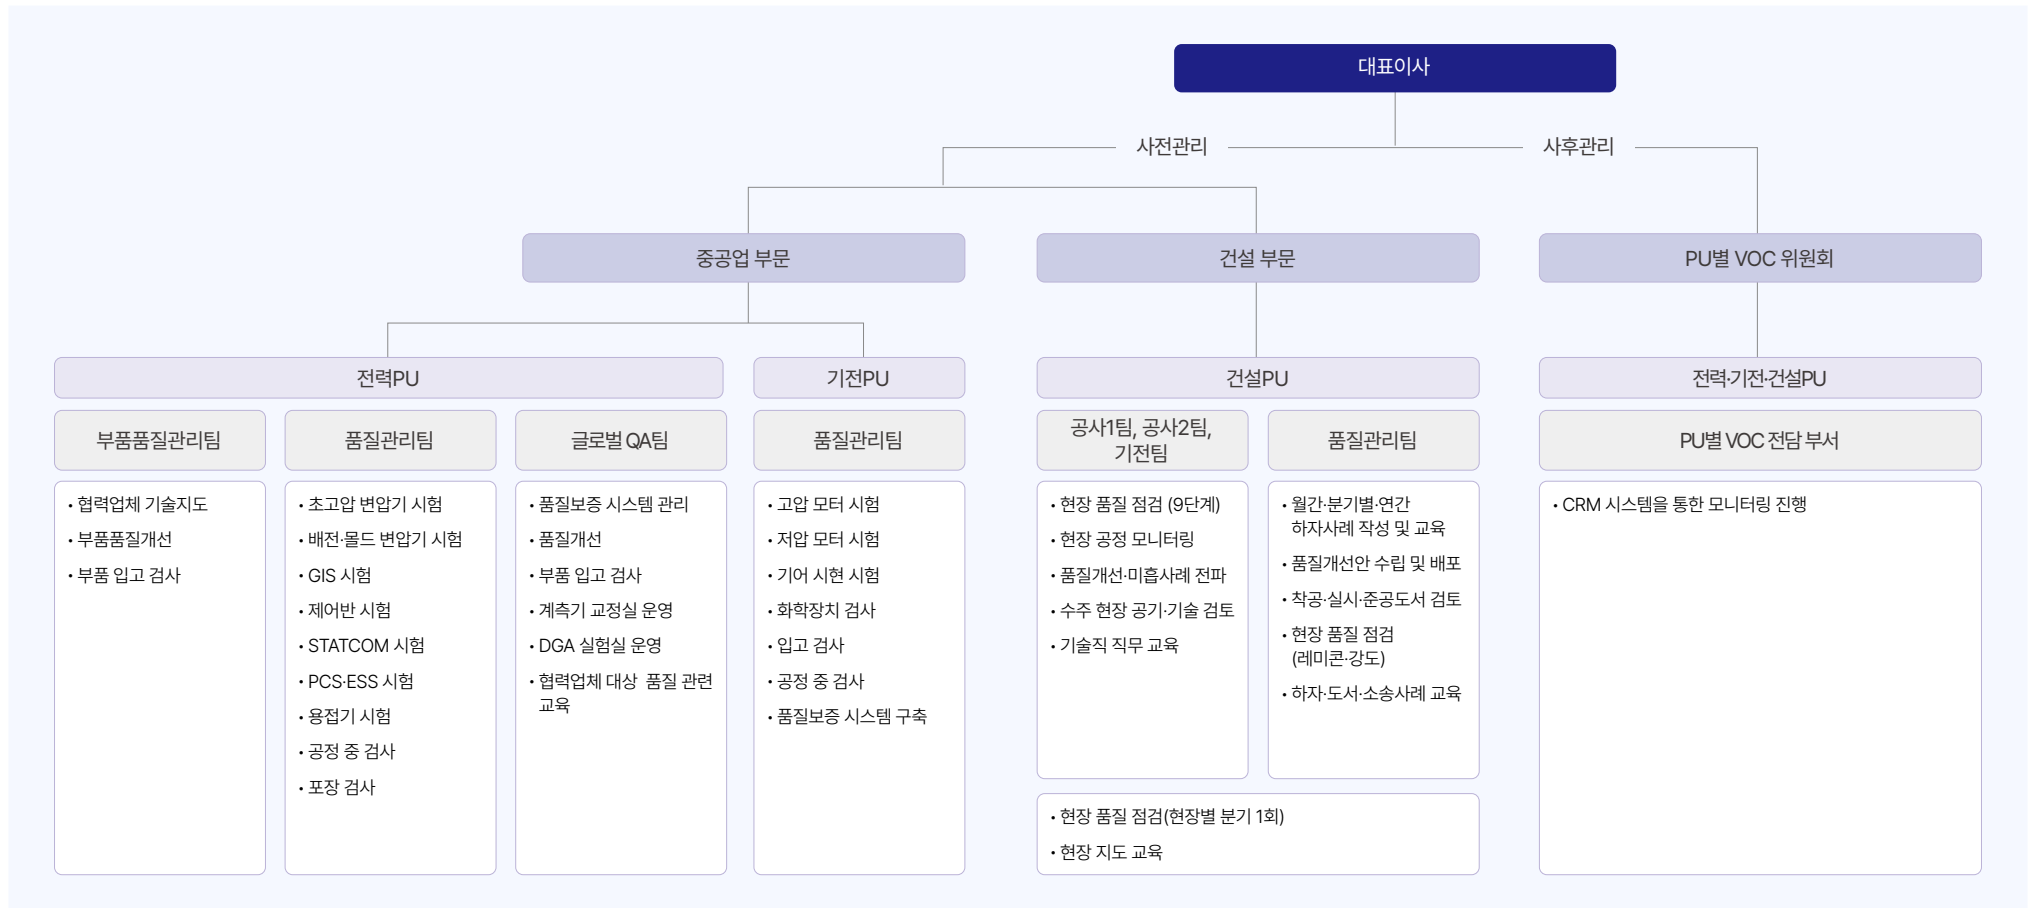 대표이사
사전관리
사후관리
중공업 부문
건설 부문
PU별 VOC 위원회
전력PU
기전PU
건설PU
전력·기전·건설PU
부품품질관리팀
• 협력업체 기술지도
• 부품품질개선
• 부품 입고 검사
품질관리팀
• 초고압 변압기 시험
• 배전·몰드 변압기 시험
• GIS 시험
• 제어반 시험
• STATCOM 시험
• PCS·ESS 시험
• 용접기 시험
• 공정 중 검사
• 포장 검사
글로벌 QA팀
• 품질보증 시스템 관리
• 품질개선
• 부품 입고 검사
• 계측기 교정실 운영
• DGA 실험실 운영
• 협력업체 대상 품질 관련
교육
품질관리팀
• 고압 모터 시험
• 저압 모터 시험
• 기어 시현 시험
• 화학장치 검사
• 입고 검사
• 공정 중 검사
• 품질보증 시스템 구축
공사1팀, 공사2팀,
기전팀
• 현장 품질 점검 (9단계)
• 현장 공정 모니터링
• 품질개선·미흡사례 전파
• 수주 현장 공기·기술 검토
• 기술직 직무 교육
품질관리팀
• 월간·분기별·연간
하자사례 작성 및 교육
• 품질개선안 수립 및 배포
• 착공·실시·준공도서 검토
• 현장 품질 점검
(레미콘·강도)
• 하자·도서·소송사례 교육
• 현장 품질 점검(현장별 분기 1회)
• 현장 지도 교육
PU별 VOC 전담 부서
• CRM 시스템을 통한 모니터링 진행